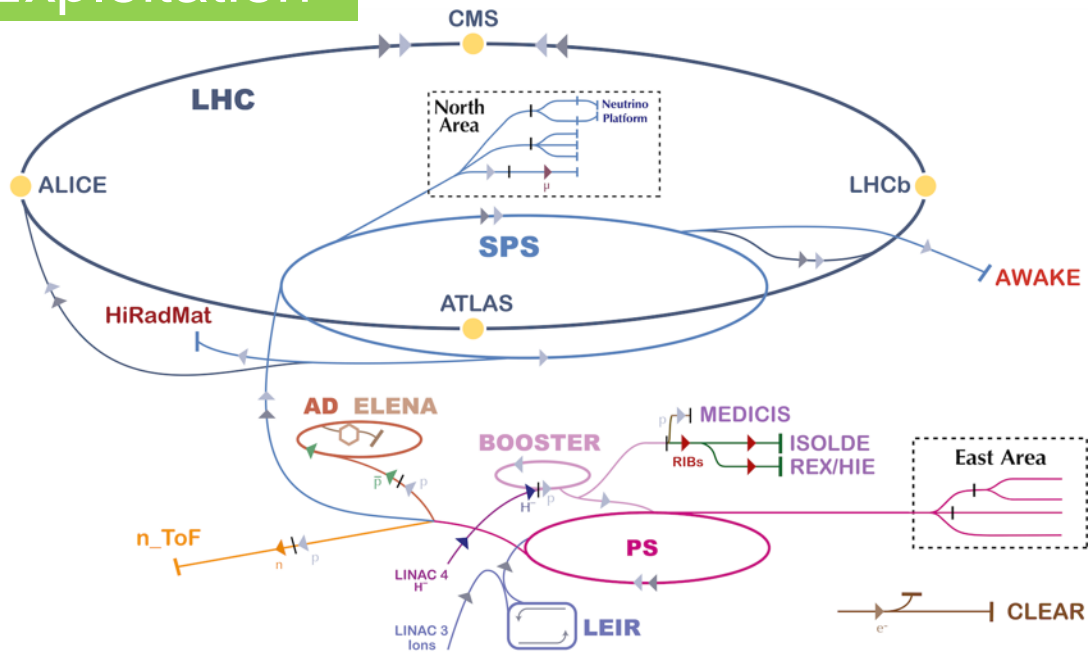 Exploitation
CMS
LHC
North
Area
Neutrino
Platform
μ
ALICE
LHCb
SPS
AWAKE
ATLAS
HiRadMat
AD ELENA
p̅ p
BOOSTER
H⁻ p
p MEDICIS
RIBs
ISOLDE
REX/HIE
East Area
n_ToF
n p
PS
LINAC 4
H⁻
LINAC 3
Ions
LEIR
e⁻
CLEAR